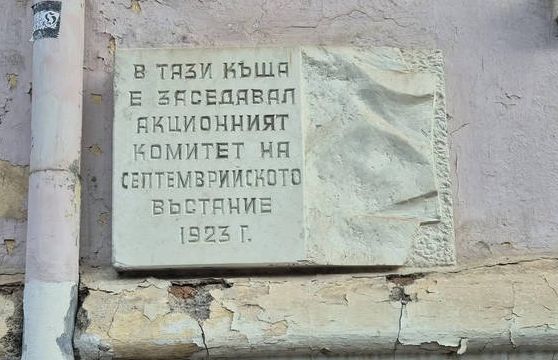 В ТАЗИ КЪЩА
Е ЗАСЕДАВАЛ
АКЦИОННИЯТ
КОМИТЕТ НА
СЕПТЕМВРИЙСКОТО
ВЪСТАНИЕ
1923 Г.